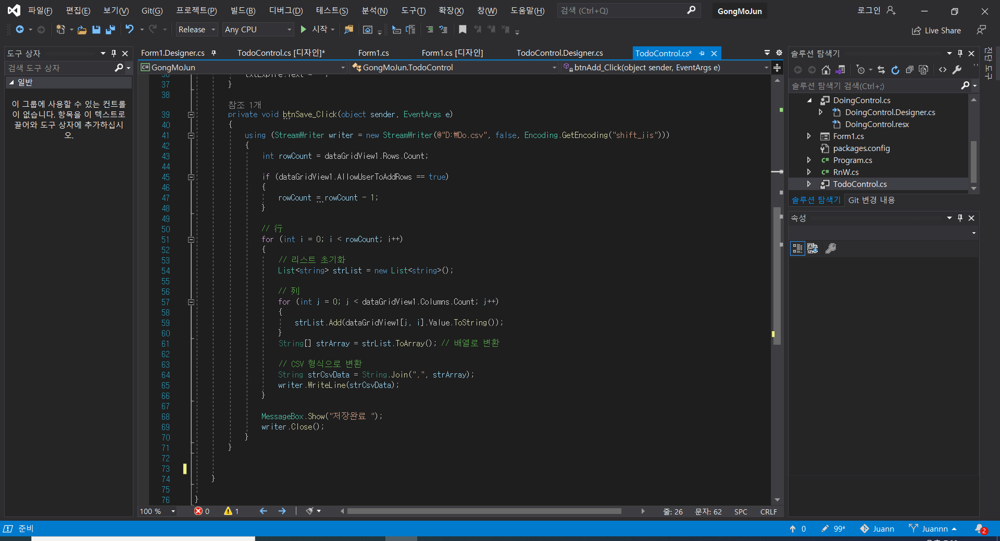 파일(F) 편집(E) 보기(V) Git(G) 프로젝트(P) 빌드(B) 디버그(D) 테스트(S) 분석(N) 도구(T) 확장(X) 창(W) 도움말(H) 검색 (Ctrl+Q) GongMoJun 로그인
Release Any CPU 시작 Live Share
도구 상자
검색 도구 상자
일반
이 그룹에 사용할 수 있는 컨트롤
이 없습니다. 항목을 이 텍스트로
끌어와 도구 상자에 추가하십시
오.
Form1.Designer.cs TodoControl.cs [디자인]* Form1.cs Form1.cs [디자인] TodoControl.Designer.cs TodoControl.cs*
GongMoJun GongMoJun.TodoControl btnAdd_Click(object sender, EventArgs e)
37 }
38
참조 1개
39 private void btnSave_Click(object sender, EventArgs e)
40 {
41 using (StreamWriter writer = new StreamWriter(@"D:₩Do.csv", false, Encoding.GetEncoding("shift_jis")))
42 {
43 int rowCount = dataGridView1.Rows.Count;
44
45 if (dataGridView1.AllowUserToAddRows == true)
46 {
47 rowCount = rowCount - 1;
48 }
49
50 // 行
51 for (int i = 0; i < rowCount; i++)
52 {
53 // 리스트 초기화
54 List<string> strList = new List<string>();
55
56 // 列
57 for (int j = 0; j < dataGridView1.Columns.Count; j++)
58 {
59 strList.Add(dataGridView1[j, i].Value.ToString());
60 }
61 String[] strArray = strList.ToArray(); // 배열로 변환
62
63 // CSV 형식으로 변환
64 String strCsvData = String.Join(",", strArray);
65 writer.WriteLine(strCsvData);
66 }
67
68 MessageBox.Show("저장완료 ");
69 writer.Close();
70 }
71 }
72
73
74 }
75
76 }
100 % 0 1 줄: 26 문자: 62 SPC CRLF
솔루션 탐색기
솔루션 탐색기 검색(Ctrl+;)
DoingControl.cs
DoingControl.Designer.cs
DoingControl.resx
Form1.cs
packages.config
Program.cs
RnW.cs
TodoControl.cs
솔루션 탐색기 Git 변경 내용
속성
진단 도구
준비 0 99* Juann Juannn 2